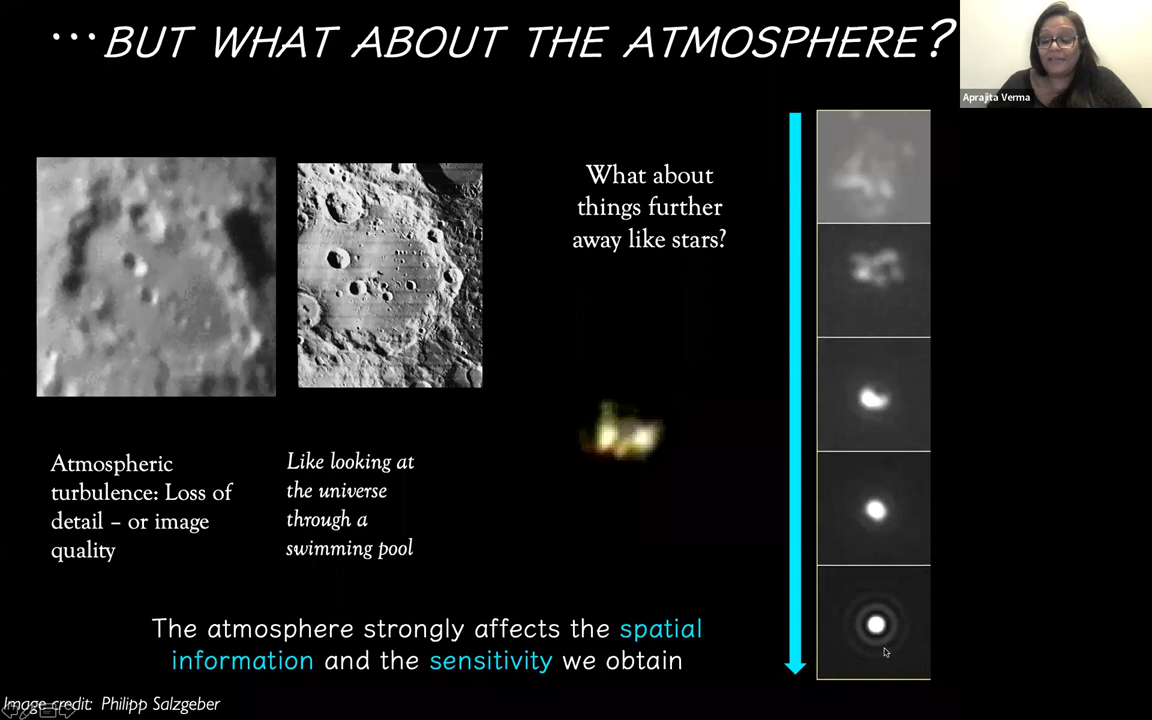 ...BUT WHAT ABOUT THE ATMOSPHERE?
Aprajita Verma
What about
things further
away like stars?
Atmospheric
turbulence: Loss of
detail – or image
quality
Like looking at
the universe
through a
swimming pool
The atmosphere strongly affects the spatial
information and the sensitivity we obtain
Image credit: Philipp Salzgeber